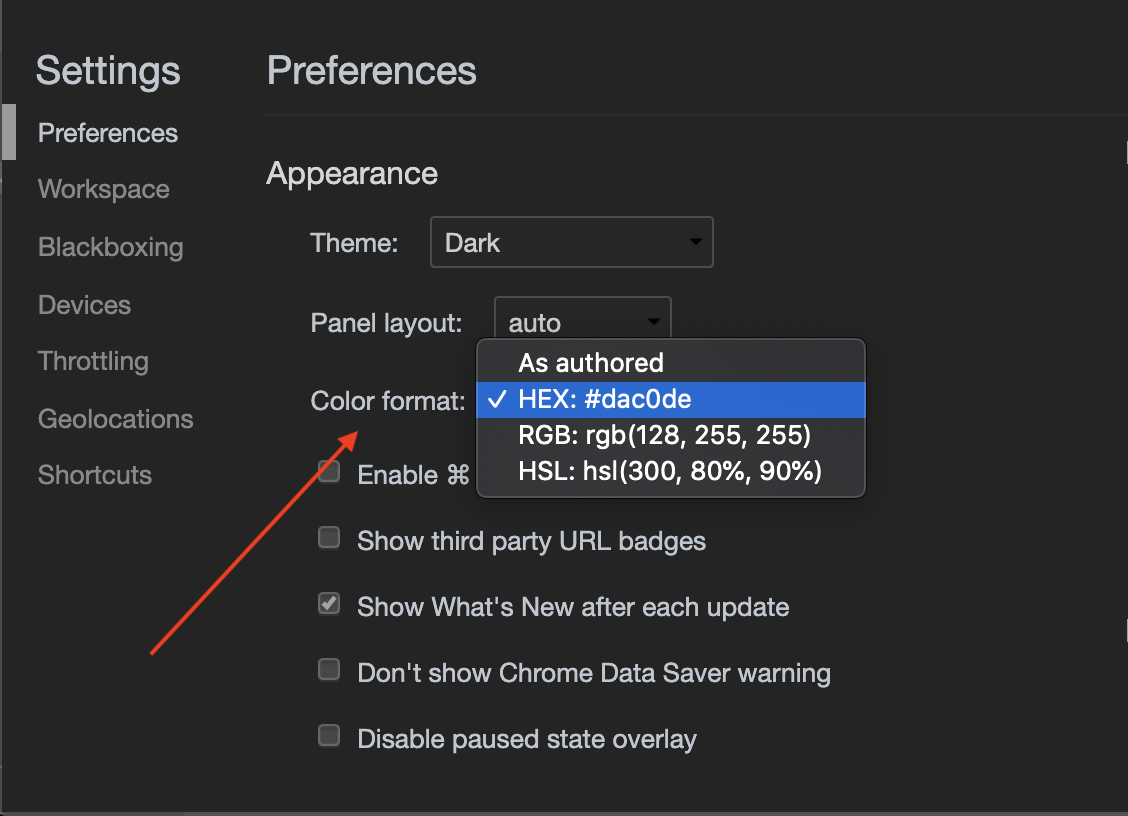 Settings
Preferences
Workspace
Blackboxing
Devices
Throttling
Geolocations
Shortcuts
Preferences
Appearance
Theme: Dark
Panel layout: auto
Color format:
As authored
✓ HEX: #dac0de
RGB: rgb(128, 255, 255)
HSL: hsl(300, 80%, 90%)
Enable ⌘
Show third party URL badges
Show What's New after each update
Don't show Chrome Data Saver warning
Disable paused state overlay